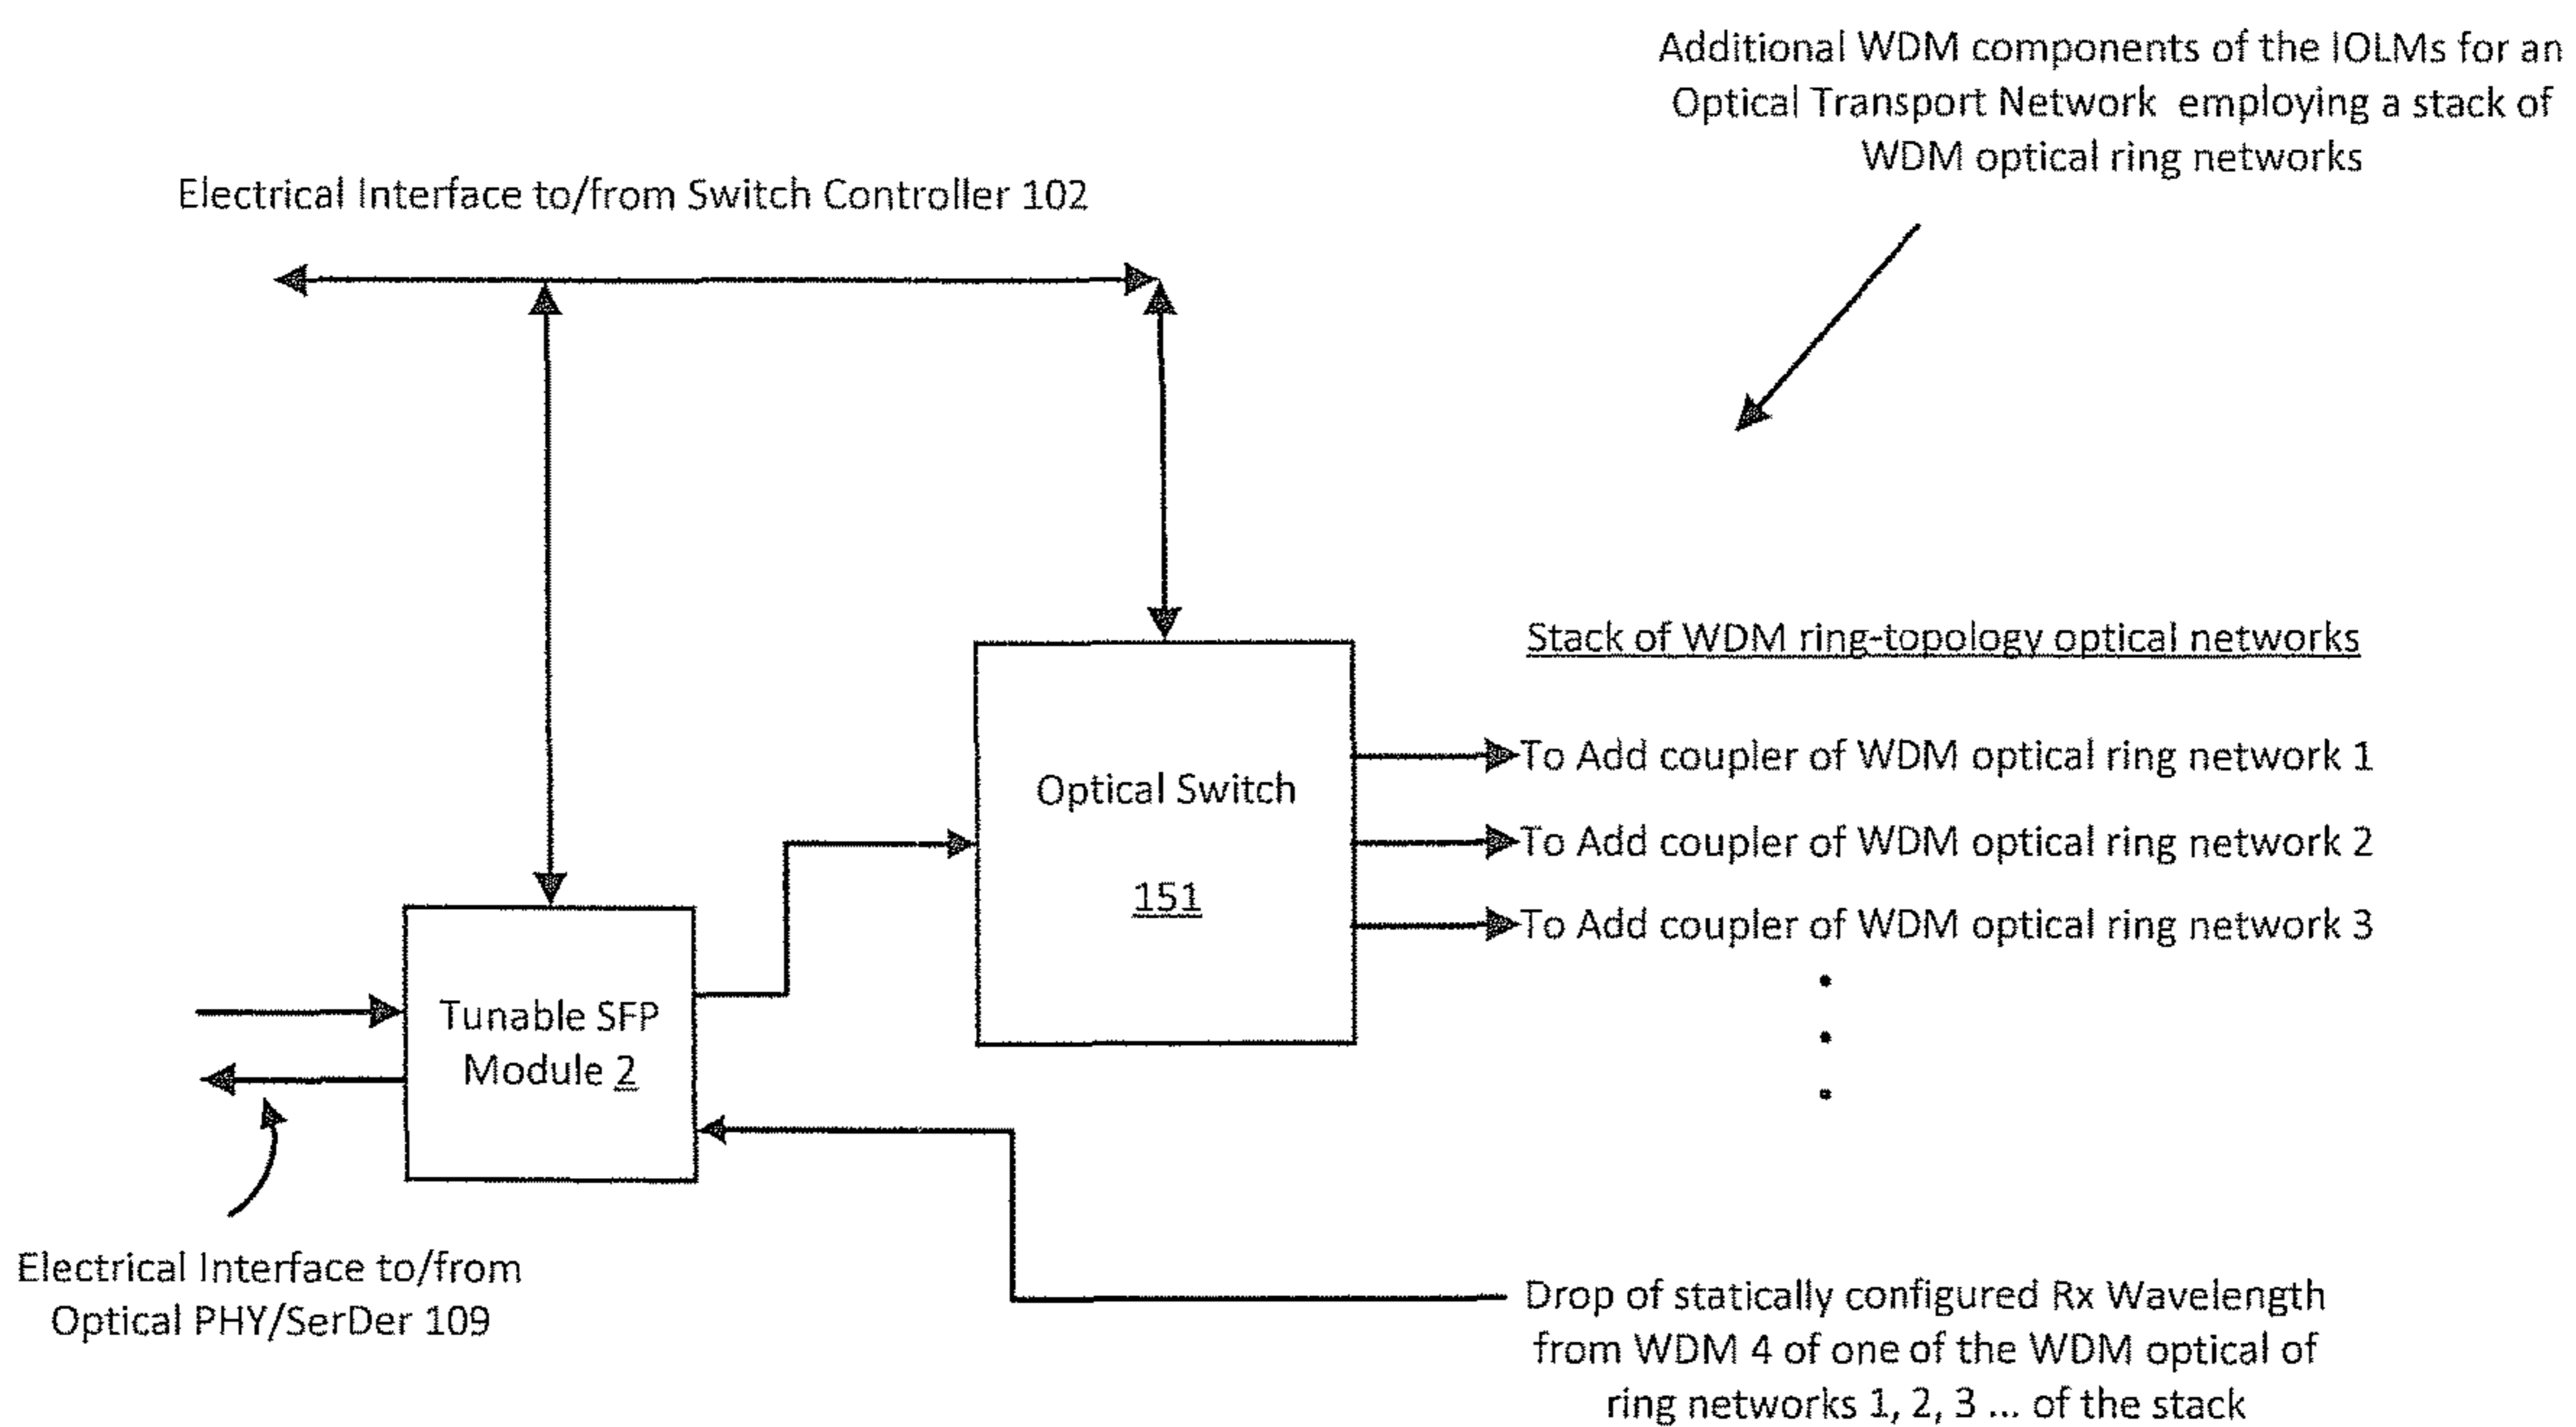 Additional WDM components of the IOLMs for an
Optical Transport Network employing a stack of
WDM optical ring networks
Electrical Interface to/from Switch Controller 102
Stack of WDM ring-topology optical networks
To Add coupler of WDM optical ring network 1
Optical Switch
To Add coupler of WDM optical ring network 2
151
To Add coupler of WDM optical ring network 3
Tunable SFP
Module 2
Electrical Interface to/from
Optical PHY/SerDer 109
Drop of statically configured Rx Wavelength
from WDM 4 of one of the WDM optical of
ring networks 1, 2, 3 ... of the stack